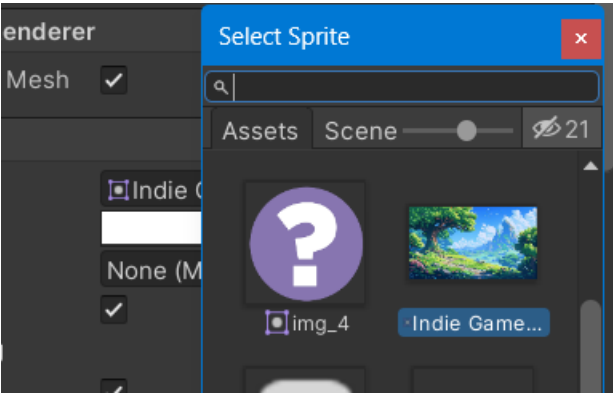 enderer
Select Sprite
Mesh
Assets
Scene
21
Indie
None (M
?
img_4
Indie Game...